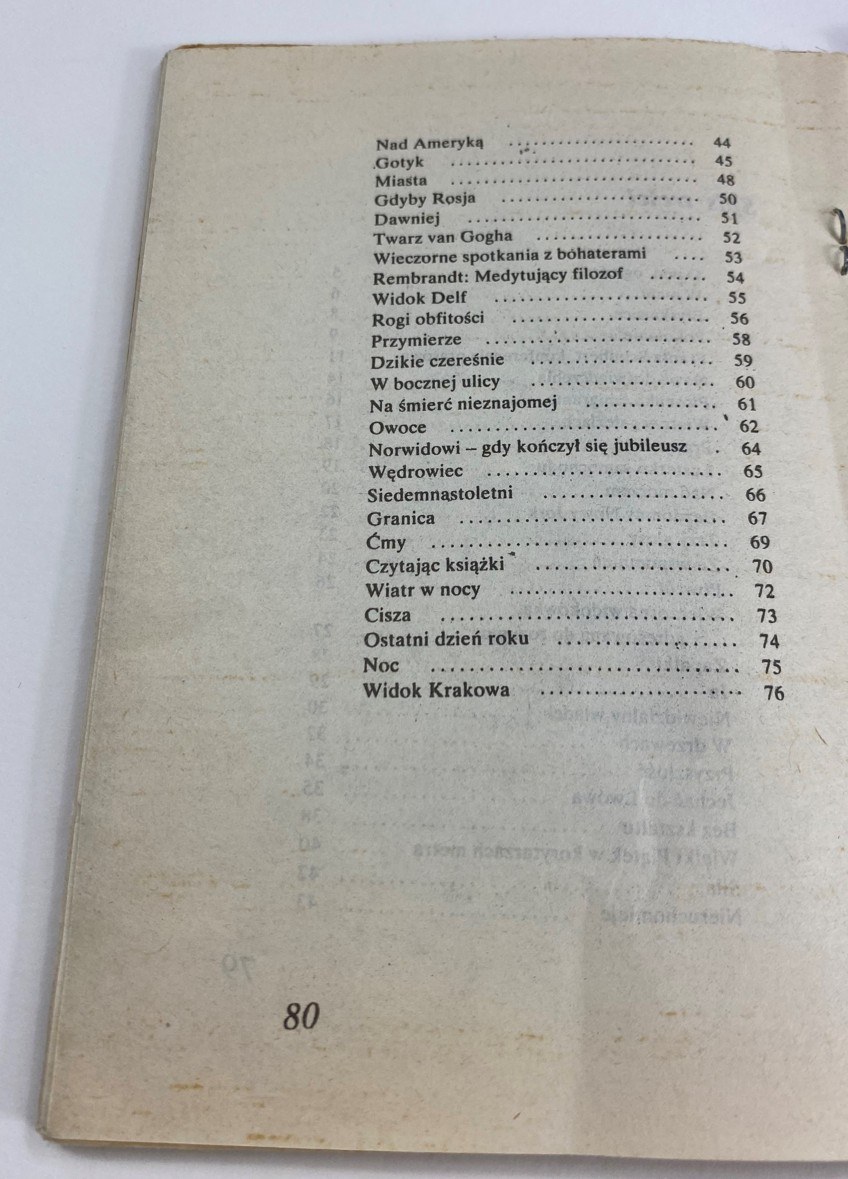 Nad Ameryką ........................ 44
Gotyk ........................ 45
Miasta ........................ 48
Gdyby Rosja ................... 50
Dawniej ........................ 51
Twarz van Gogha ................ 52
Wieczorne spotkania z bohaterami .... 53
Rembrandt: Medytujący filozof ....... 54
Widok Delf ..................... 55
Rogi obfitości ................... 56
Przymierze ..................... 58
Dzikie czereśnie ................. 59
W bocznej ulicy ................. 60
Na śmierć nieznajomej ............ 61
Owoce ......................... 62
Norwidowi – gdy kończył się jubileusz . 64
Wędrowiec ..................... 65
Siedemnastoletni ................ 66
Granica ........................ 67
Ćmy ........................... 69
Czytając książki ................. 70
Wiatr w nocy ................... 72
Cisza .......................... 73
Ostatni dzień roku ............... 74
Noc ............................ 75
Widok Krakowa ................. 76
80